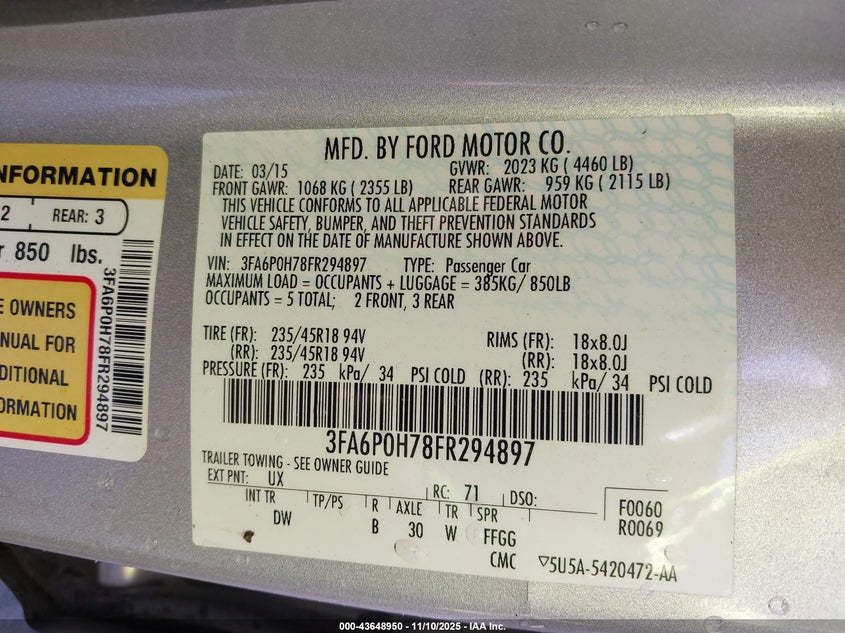 NFORMATION
2 REAR: 3
r 850 lbs.
E OWNERS
NUAL FOR
DITIONAL
ORMATION
3FA6P0H78FR294897
MFD. BY FORD MOTOR CO.
DATE: 03/15 GVWR: 2023 KG ( 4460 LB)
FRONT GAWR: 1068 KG ( 2355 LB) REAR GAWR: 959 KG ( 2115 LB)
THIS VEHICLE CONFORMS TO ALL APPLICABLE FEDERAL MOTOR
VEHICLE SAFETY, BUMPER, AND THEFT PREVENTION STANDARDS
IN EFFECT ON THE DATE OF MANUFACTURE SHOWN ABOVE.
VIN: 3FA6P0H78FR294897 TYPE: Passenger Car
MAXIMUM LOAD = OCCUPANTS + LUGGAGE = 385KG/ 850LB
OCCUPANTS = 5 TOTAL; 2 FRONT, 3 REAR
TIRE (FR): 235/45R18 94V RIMS (FR): 18x8.0J
(RR): 235/45R18 94V (RR): 18x8.0J
PRESSURE (FR): 235 kPa/ 34 PSI COLD (RR): 235 kPa/ 34 PSI COLD
3FA6P0H78FR294897
TRAILER TOWING - SEE OWNER GUIDE
EXT PNT: UX RC: 71 DSO: F0060
R0069
INT TR TP/PS R AXLE TR SPR
DW B 30 W FFGG
CMC ▽5U5A-5420472-AA
000-43648950 - 11/10/2025 - IAA Inc.